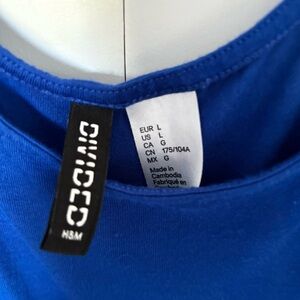 DIVIDED
H&M
EUR L
US L
CA G
CN 175/104A
MX G
Made in
Cambodia
Fabriqué en